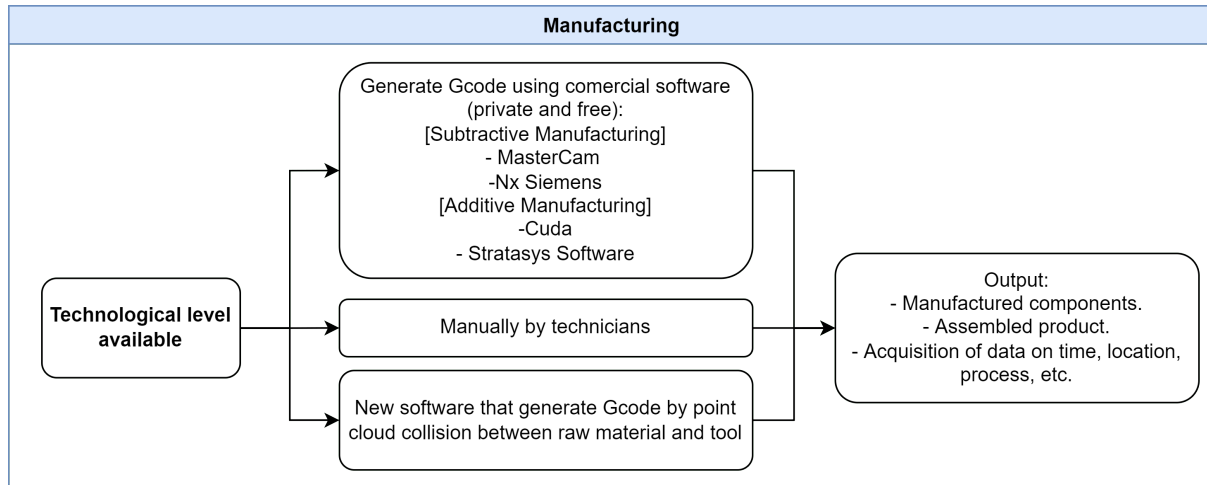 Manufacturing
Generate Gcode using comercial software
(private and free):
[Subtractive Manufacturing]
- MasterCam
-Nx Siemens
[Additive Manufacturing]
-Cuda
- Stratasys Software
Technological level
available
Manually by technicians
New software that generate Gcode by point
cloud collision between raw material and tool
Output:
- Manufactured components.
- Assembled product.
- Acquisition of data on time, location,
process, etc.